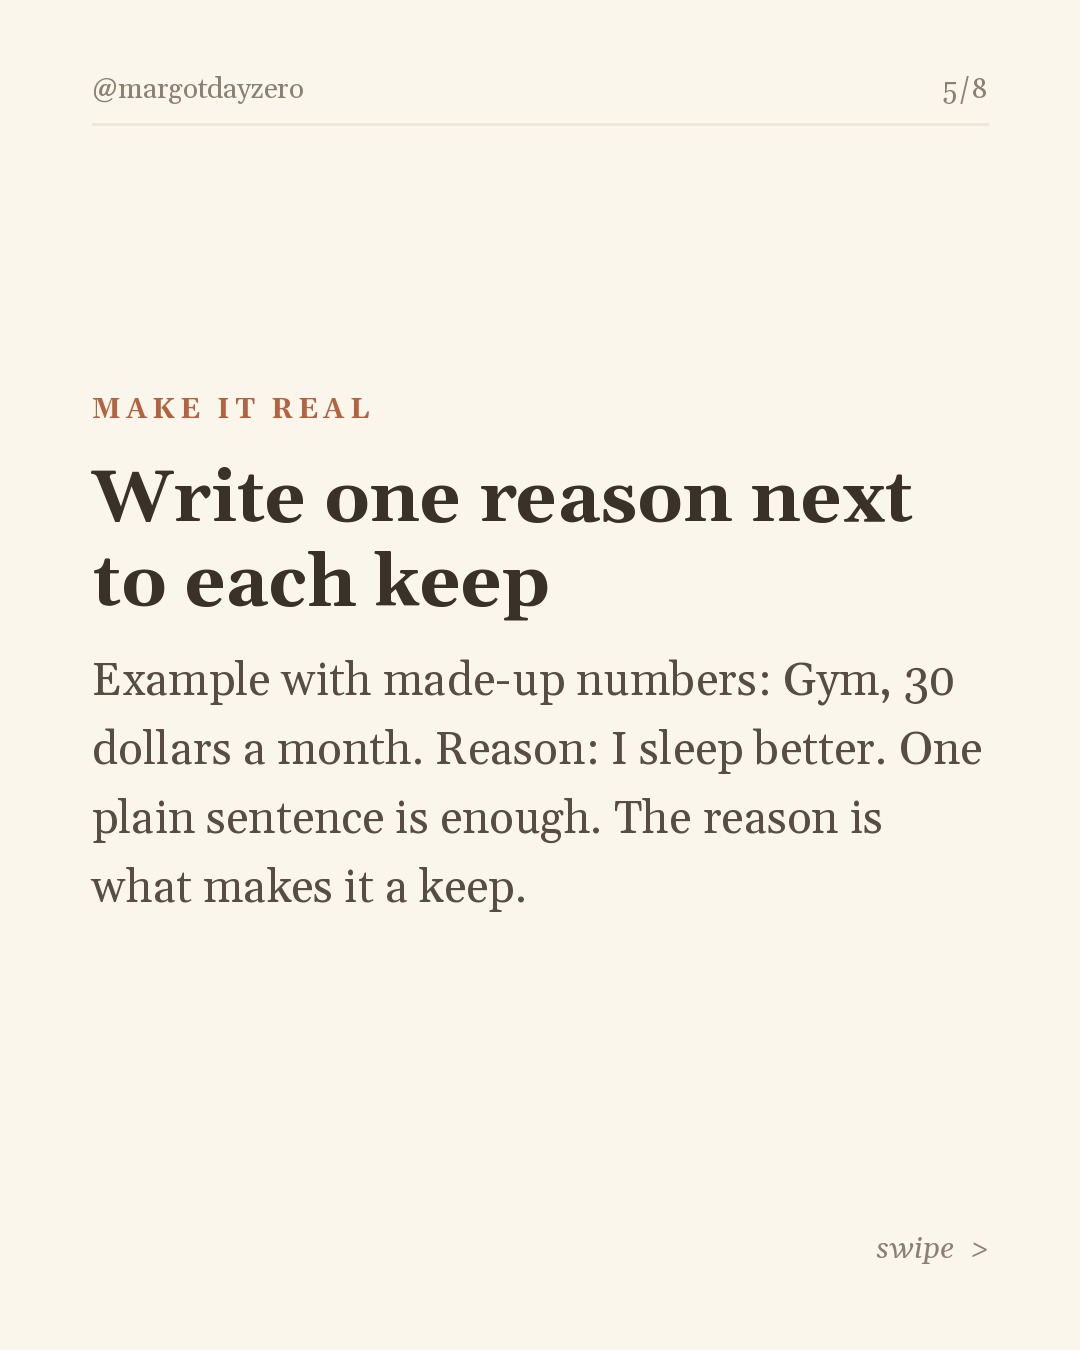 @margotdayzero
5/8
MAKE IT REAL
Write one reason next
to each keep
Example with made-up numbers: Gym, 30
dollars a month. Reason: I sleep better. One
plain sentence is enough. The reason is
what makes it a keep.
swipe >